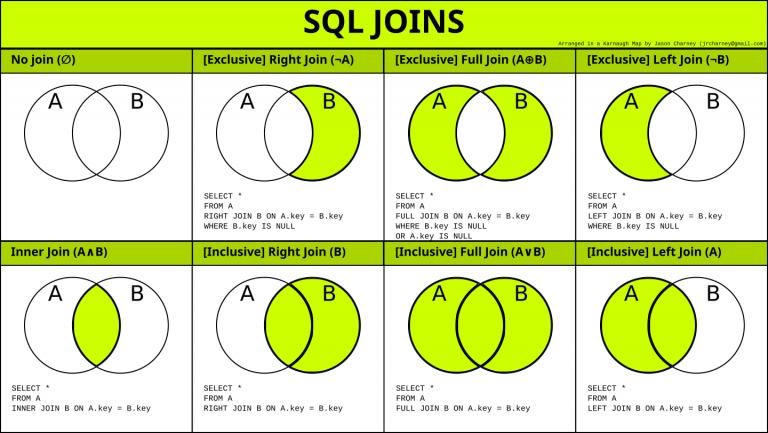 SQL JOINS
Arranged in a Karnaugh Map by Jason Charney (jrcharney@gmail.com)
No join (∅)
A B
[Exclusive] Right Join (¬A)
A B
SELECT *
FROM A
RIGHT JOIN B ON A.key = B.key
WHERE B.key IS NULL
[Exclusive] Full Join (A⊕B)
A B
SELECT *
FROM A
FULL JOIN B ON A.key = B.key
WHERE B.key IS NULL
OR A.key IS NULL
[Exclusive] Left Join (¬B)
A B
SELECT *
FROM A
LEFT JOIN B ON A.key = B.key
WHERE B.key IS NULL
Inner Join (A∧B)
A B
SELECT *
FROM A
INNER JOIN B ON A.key = B.key
[Inclusive] Right Join (B)
A B
SELECT *
FROM A
RIGHT JOIN B ON A.key = B.key
[Inclusive] Full Join (A∨B)
A B
SELECT *
FROM A
FULL JOIN B ON A.key = B.key
[Inclusive] Left Join (A)
A B
SELECT *
FROM A
LEFT JOIN B ON A.key = B.key